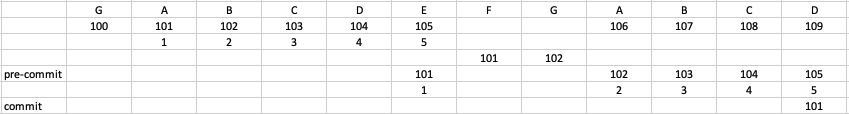 G A B C D E F G A B C D
100 101 102 103 104 105 106 107 108 109
1 2 3 4 5
101 102
pre-commit 101 102 103 104 105
1 2 3 4 5
commit 101